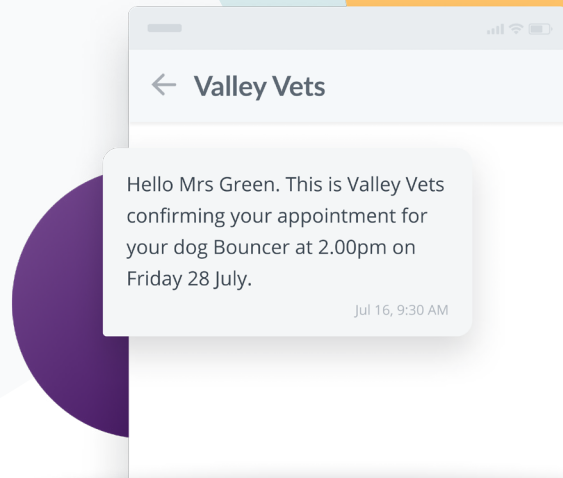 Valley Vets
Hello Mrs Green. This is Valley Vets
confirming your appointment for
your dog Bouncer at 2.00pm on
Friday 28 July.
Jul 16, 9:30 AM